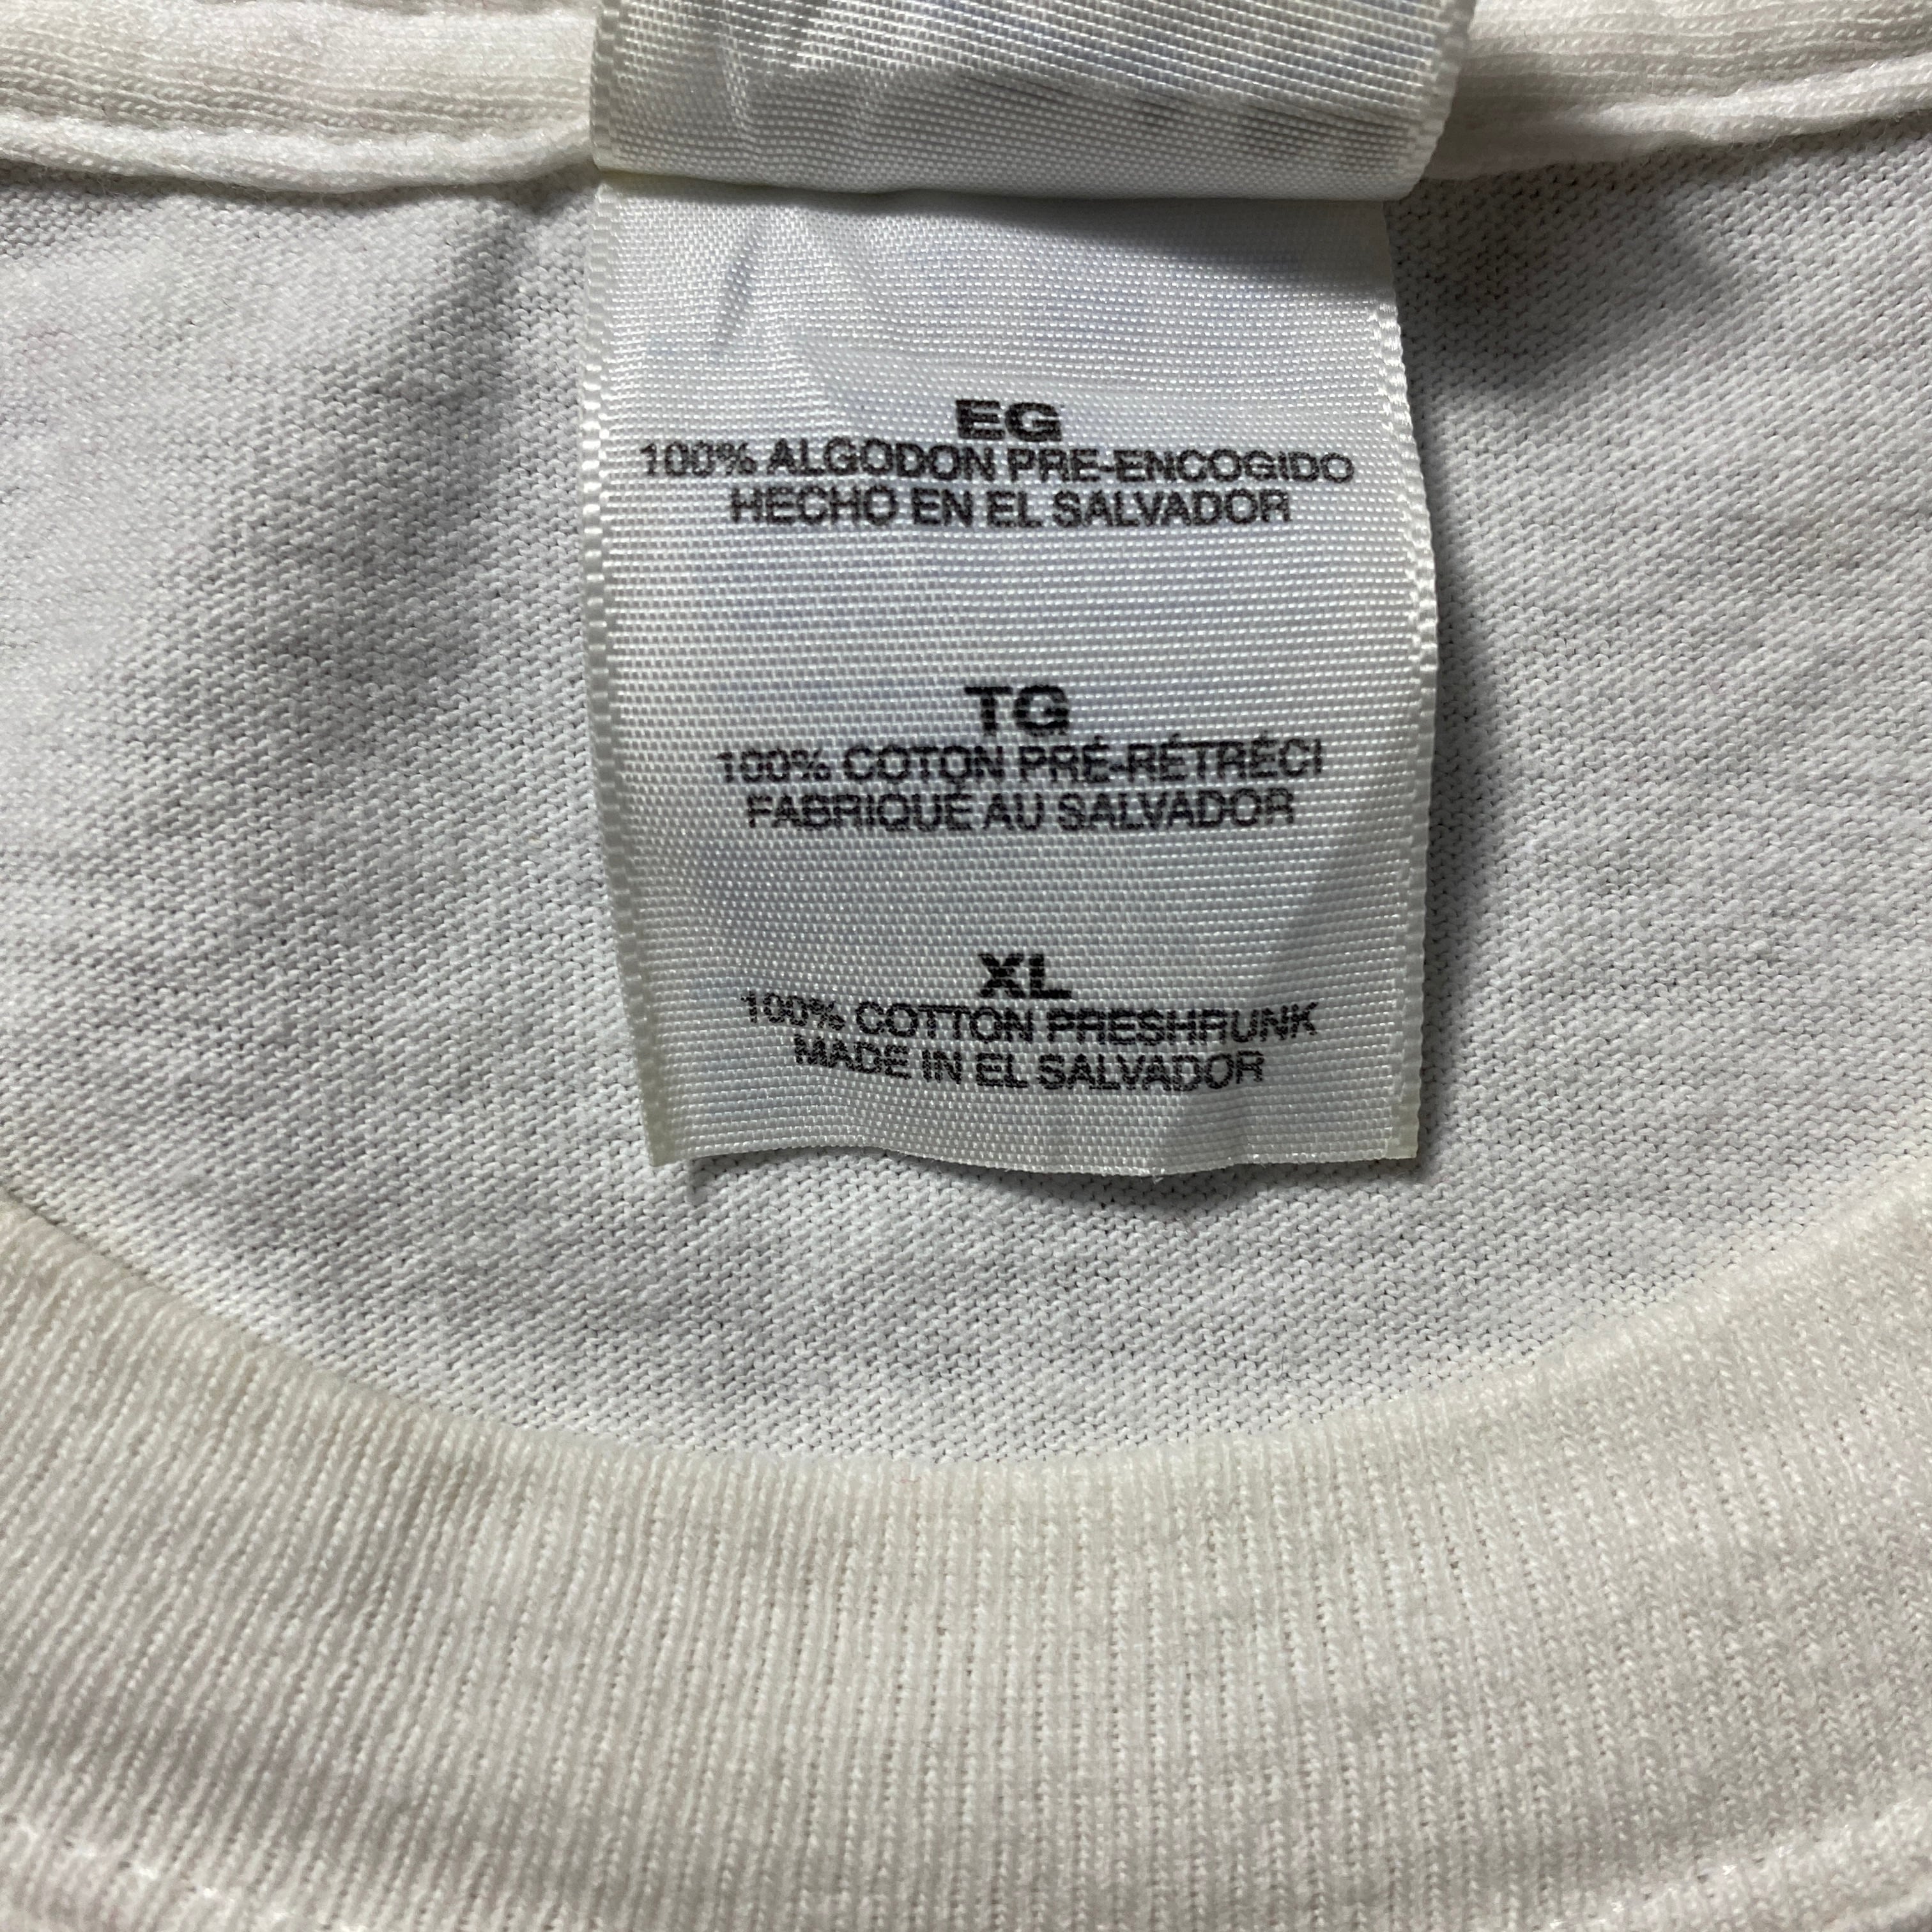 EG
100% ALGODON PRE-ENCOGIDO
HECHO EN EL SALVADOR
TG
100% COTON PRÉ-RÉTRÉCI
FABRIQUÉ AU SALVADOR
XL
100% COTTON PRESHRUNK
MADE IN EL SALVADOR